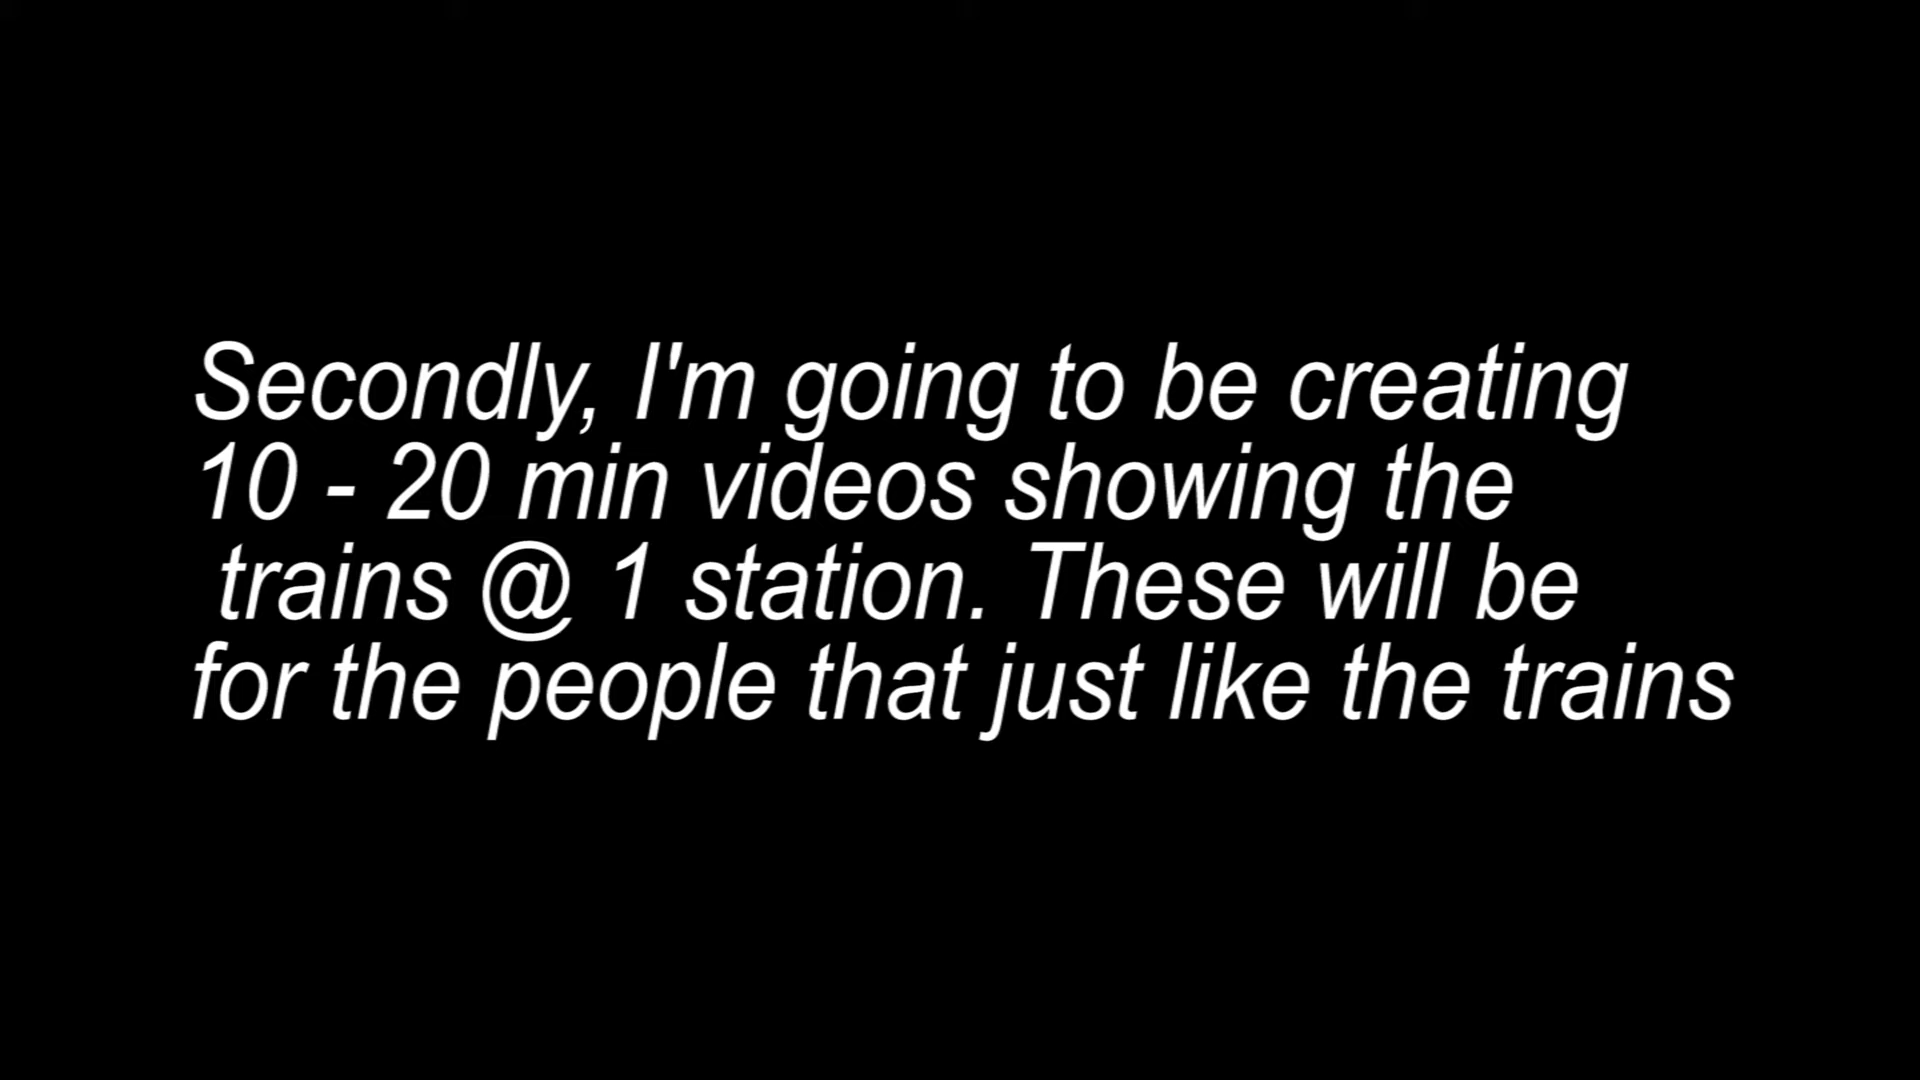 Secondly, I'm going to be creating
10 - 20 min videos showing the
trains @ 1 station. These will be
for the people that just like the trains